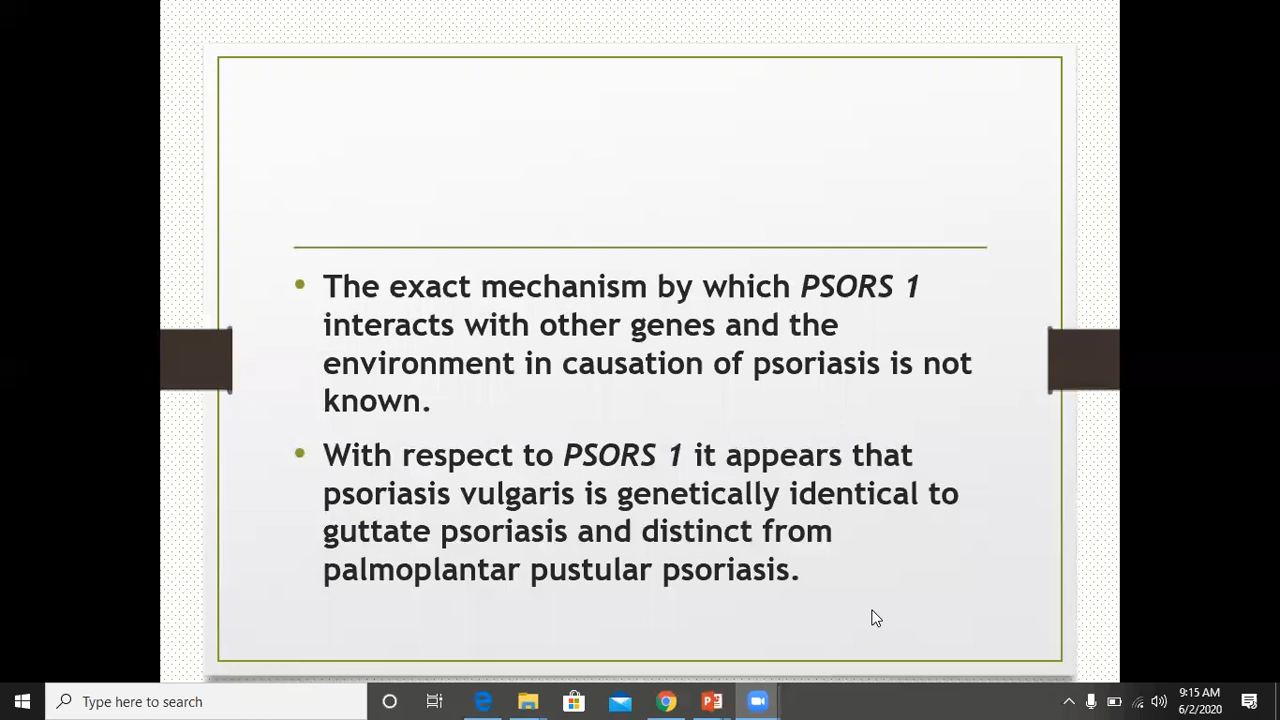 • The exact mechanism by which PSORS 1
interacts with other genes and the
environment in causation of psoriasis is not
known.
• With respect to PSORS 1 it appears that
psoriasis vulgaris is genetically identical to
guttate psoriasis and distinct from
palmoplantar pustular psoriasis.
Type here to search
9:15 AM
6/2/2020